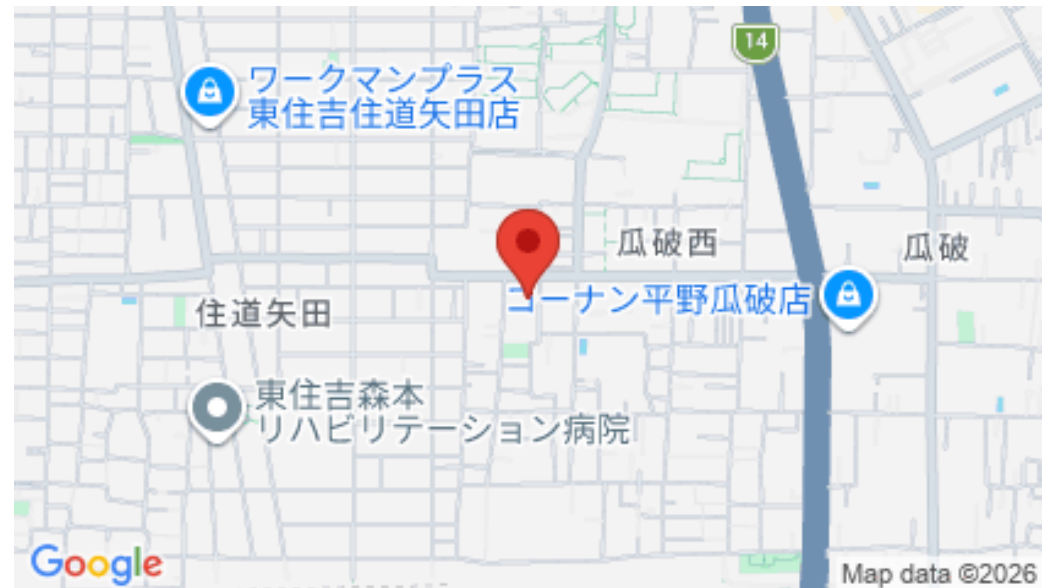 14
ワークマンプラス
東住吉住道矢田店
瓜破西
瓜破
コーナン平野瓜破店
住道矢田
東住吉森本
リハビリテーション病院
Google
Map data ©2026